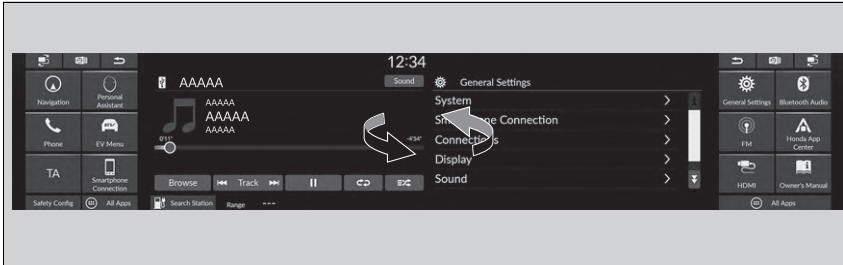 12:34
Navigation
Personal
Assistant
Phone
EV Menu
TA
Smartphone
Connection
Safety Config
All Apps
AAAAA
Sound
AAAAA
AAAAA
AAAAA
0'11"
-4'54"
Browse
Track
Search Station
Range ---
General Settings
System
Connections
Display
Sound
General Settings
Bluetooth Audio
FM
Honda App
Center
HDMI
Owner's Manual
All Apps